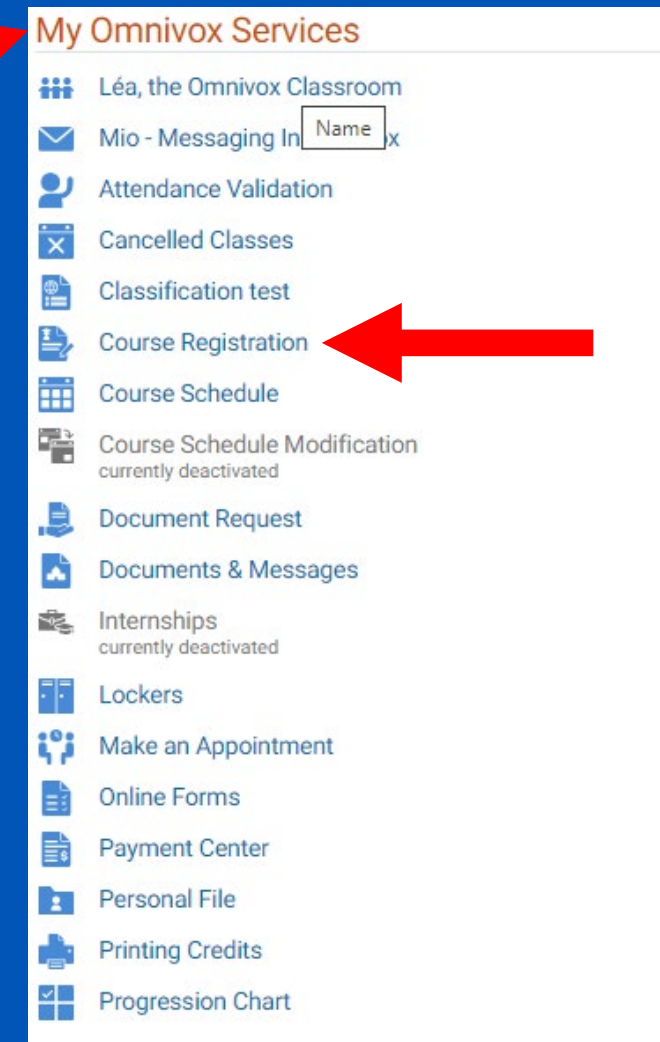 My Omnivox Services
Léa, the Omnivox Classroom
Name
Mio - Messaging In x
Attendance Validation
Cancelled Classes
Classification test
Course Registration
Course Schedule
Course Schedule Modification
currently deactivated
Document Request
Documents & Messages
Internships
currently deactivated
Lockers
Make an Appointment
Online Forms
Payment Center
Personal File
Printing Credits
Progression Chart